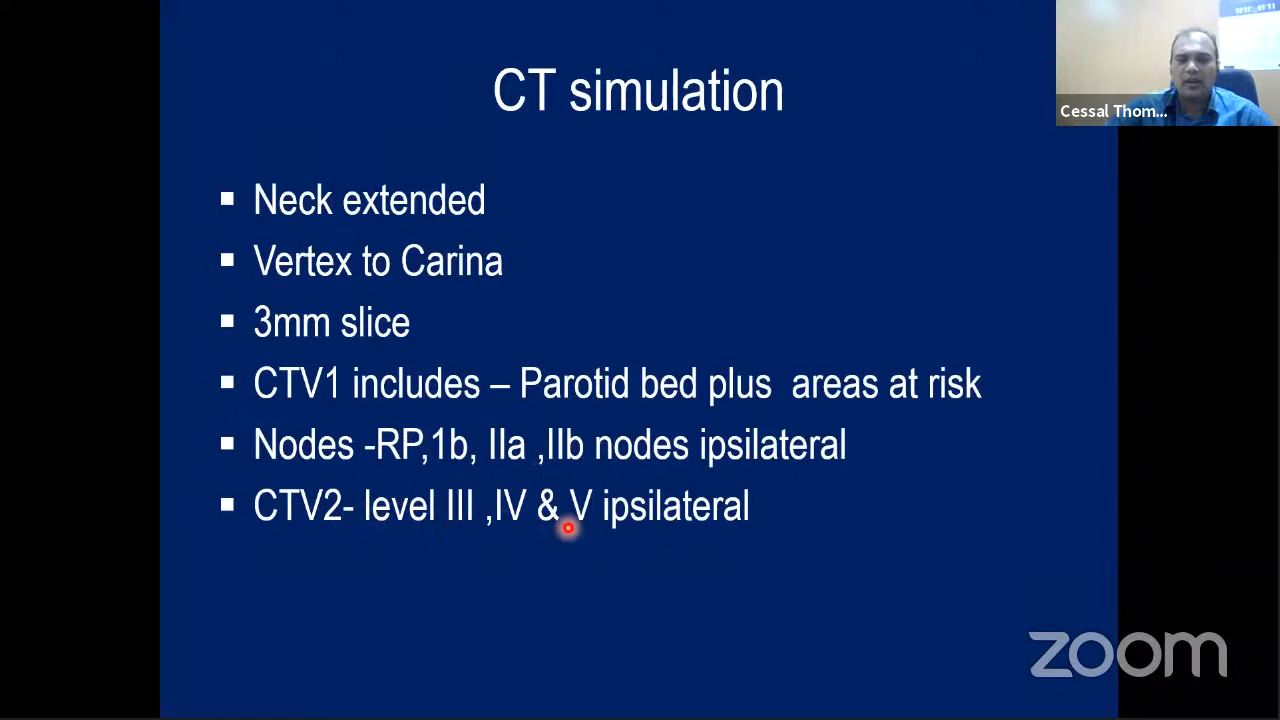 CT simulation
Cessal Thom...
▪ Neck extended
▪ Vertex to Carina
▪ 3mm slice
▪ CTV1 includes – Parotid bed plus  areas at risk
▪ Nodes -RP,1b, IIa ,IIb nodes ipsilateral
▪ CTV2- level III ,IV & V ipsilateral
zoom